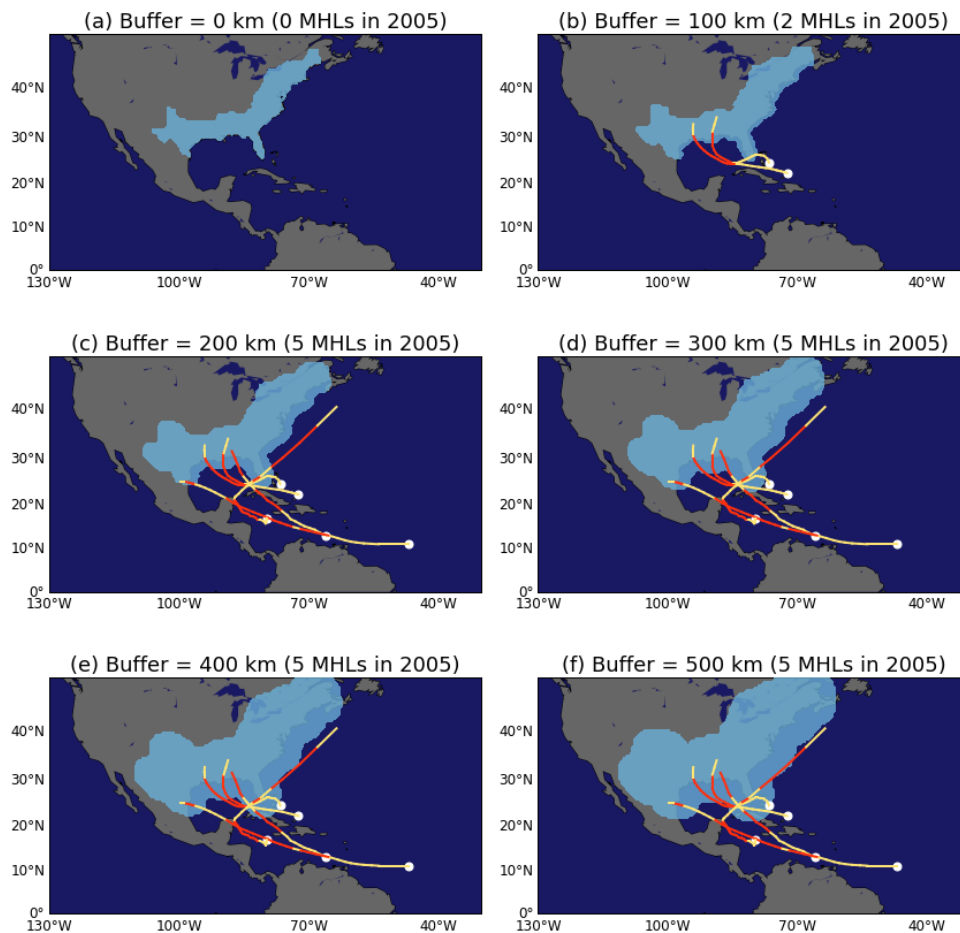 (a) Buffer = 0 km (0 MHLs in 2005)
40°N
30°N
20°N
10°N
0°
130°W 100°W 70°W 40°W
(b) Buffer = 100 km (2 MHLs in 2005)
40°N
30°N
20°N
10°N
0°
130°W 100°W 70°W 40°W
(c) Buffer = 200 km (5 MHLs in 2005)
40°N
30°N
20°N
10°N
0°
130°W 100°W 70°W 40°W
(d) Buffer = 300 km (5 MHLs in 2005)
40°N
30°N
20°N
10°N
0°
130°W 100°W 70°W 40°W
(e) Buffer = 400 km (5 MHLs in 2005)
40°N
30°N
20°N
10°N
0°
130°W 100°W 70°W 40°W
(f) Buffer = 500 km (5 MHLs in 2005)
40°N
30°N
20°N
10°N
0°
130°W 100°W 70°W 40°W